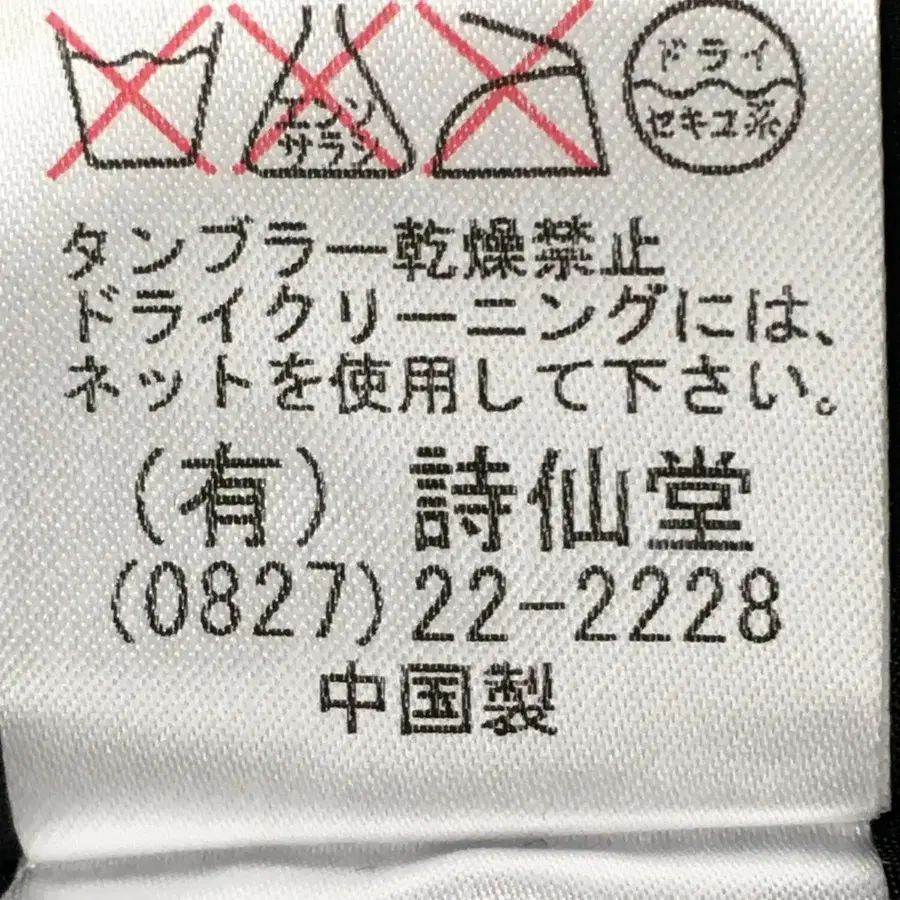 エンソ
サラシ
ドライ
セキユ系
タンブラー乾燥禁止
ドライクリーニングには、
ネットを使用して下さい。
(有) 詩仙堂
(0827) 22-2228
中国製